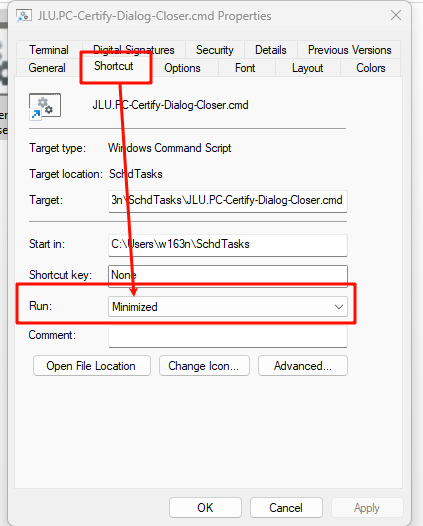 JLU.PC-Certify-Dialog-Closer.cmd Properties
Terminal Digital Signatures Security Details Previous Versions
General Shortcut Options Font Layout Colors
JLU.PC-Certify-Dialog-Closer.cmd
Target type: Windows Command Script
Target location: SchdTasks
Target: 3n\SchdTasks\JLU.PC-Certify-Dialog-Closer.cmd
Start in: C:\Users\w163n\SchdTasks
Shortcut key: None
Run: Minimized
Comment:
Open File Location Change Icon... Advanced...
OK Cancel Apply